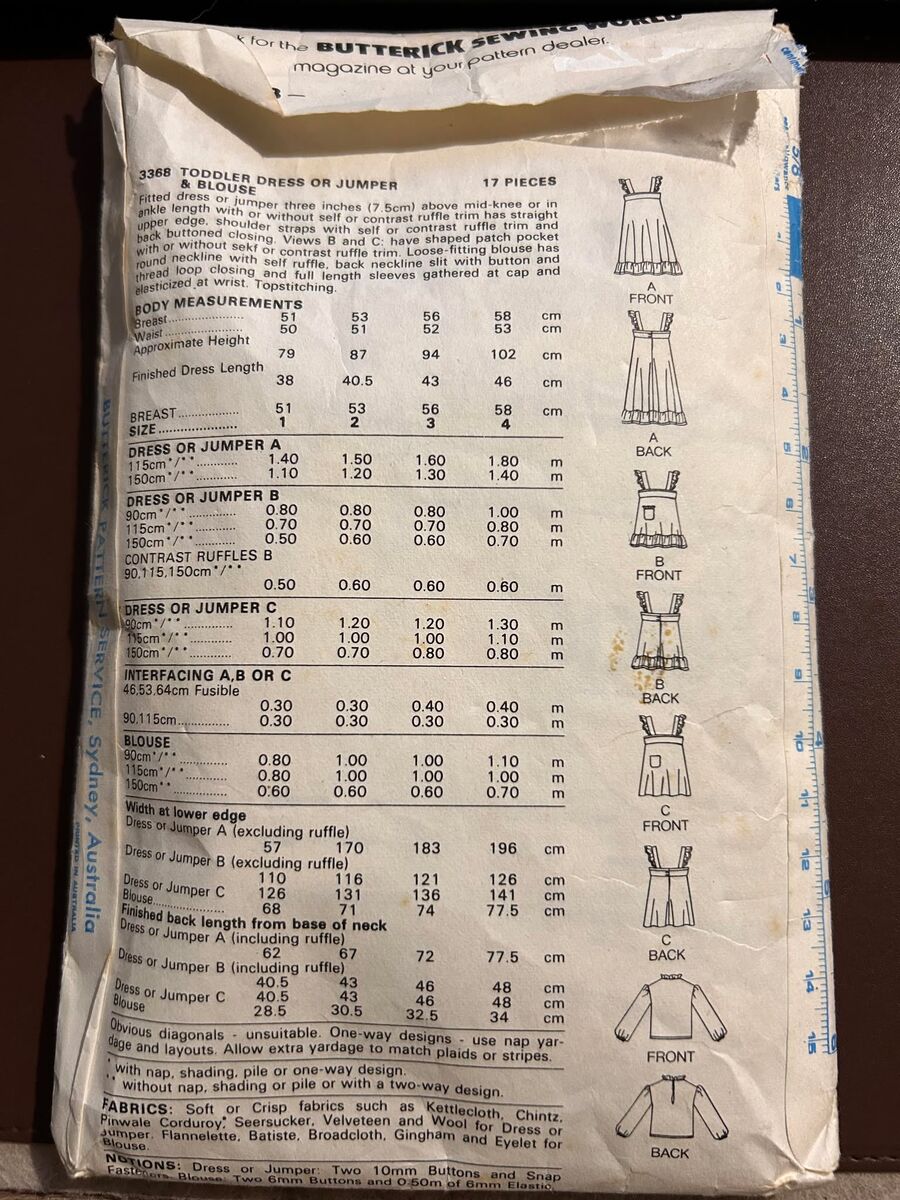 k for the BUTTERICK SEWING WORLD
magazine at your pattern dealer.
3368 TODDLER DRESS OR JUMPER 17 PIECES
& BLOUSE
Fitted dress or jumper three inches (7.5cm) above mid-knee or in
ankle length with or without self or contrast ruffle trim has straight
upper edge, shoulder straps with self or contrast ruffle trim and
back buttoned closing. Views B and C: have shaped patch pocket
with or without sekf or contrast ruffle trim. Loose-fitting blouse has
round neckline with self ruffle, back neckline slit with button and
thread loop closing and full length sleeves gathered at cap and
elasticized at wrist. Topstitching.
BODY MEASUREMENTS
Breast 51 53 56 58 cm
Waist 50 51 52 53 cm
Approximate Height
79 87 94 102 cm
Finished Dress Length
38 40.5 43 46 cm
BREAST 51 53 56 58 cm
SIZE 1 2 3 4
DRESS OR JUMPER A
115cm*/** 1.40 1.50 1.60 1.80 m
150cm*/** 1.10 1.20 1.30 1.40 m
DRESS OR JUMPER B
90cm*/** 0.80 0.80 0.80 1.00 m
115cm*/** 0.70 0.70 0.70 0.80 m
150cm*/** 0.50 0.60 0.60 0.70 m
CONTRAST RUFFLES B
90,115,150cm*/**
0.50 0.60 0.60 0.60 m
DRESS OR JUMPER C
90cm*/** 1.10 1.20 1.20 1.30 m
115cm*/** 1.00 1.00 1.00 1.10 m
150cm*/** 0.70 0.70 0.80 0.80 m
INTERFACING A,B OR C
46,53,64cm Fusible
0.30 0.30 0.40 0.40 m
90,115cm 0.30 0.30 0.30 0.30 m
BLOUSE
90cm*/** 0.80 1.00 1.00 1.10 m
115cm*/** 0.80 1.00 1.00 1.00 m
150cm** 0.60 0.60 0.60 0.70 m
Width at lower edge
Dress or Jumper A (excluding ruffle)
57 170 183 196 cm
Dress or Jumper B (excluding ruffle)
110 116 121 126 cm
Dress or Jumper C 126 131 136 141 cm
Blouse 68 71 74 77.5 cm
Finished back length from base of neck
Dress or Jumper A (including ruffle)
62 67 72 77.5 cm
Dress or Jumper B (including ruffle)
40.5 43 46 48 cm
Dress or Jumper C 40.5 43 46 48 cm
Blouse 28.5 30.5 32.5 34 cm
Obvious diagonals - unsuitable. One-way designs - use nap yar-
dage and layouts. Allow extra yardage to match plaids or stripes.
* with nap, shading, pile or one-way design.
** without nap, shading or pile or with a two-way design.
FABRICS: Soft or Crisp fabrics such as Kettlecloth, Chintz,
Pinwale Corduroy, Seersucker, Velveteen and Wool for Dress or
Jumper. Flannelette, Batiste, Broadcloth, Gingham and Eyelet for
Blouse.
NOTIONS: Dress or Jumper: Two 10mm Buttons and Snap
Fasteners. Blouse: Two 6mm Buttons and 0.50m of 6mm Elastic.
A
FRONT
A
BACK
B
FRONT
B
BACK
C
FRONT
C
BACK
FRONT
BACK
BUTTERICK PATTERN SERVICE, Sydney, Australia
PRINTED IN AUSTRALIA
5/8
1
2
3
4
5
6
7
8
9
10
11
12
13
14
15